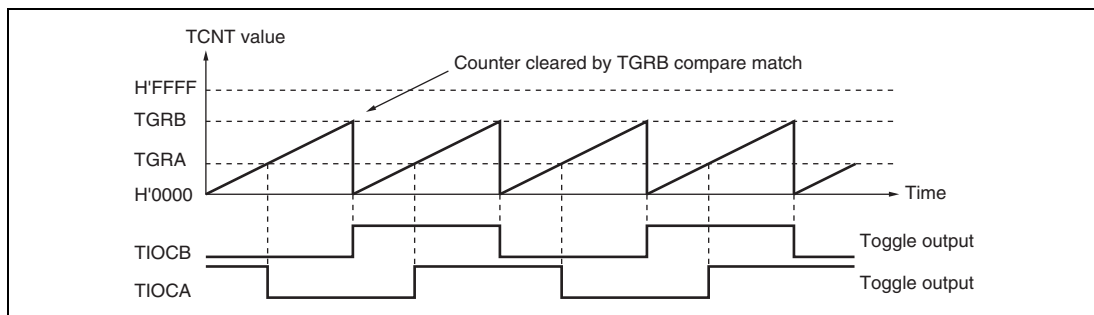 TCNT value
Counter cleared by TGRB compare match
H'FFFF
TGRB
TGRA
H'0000
Time
TIOCB
Toggle output
TIOCA
Toggle output